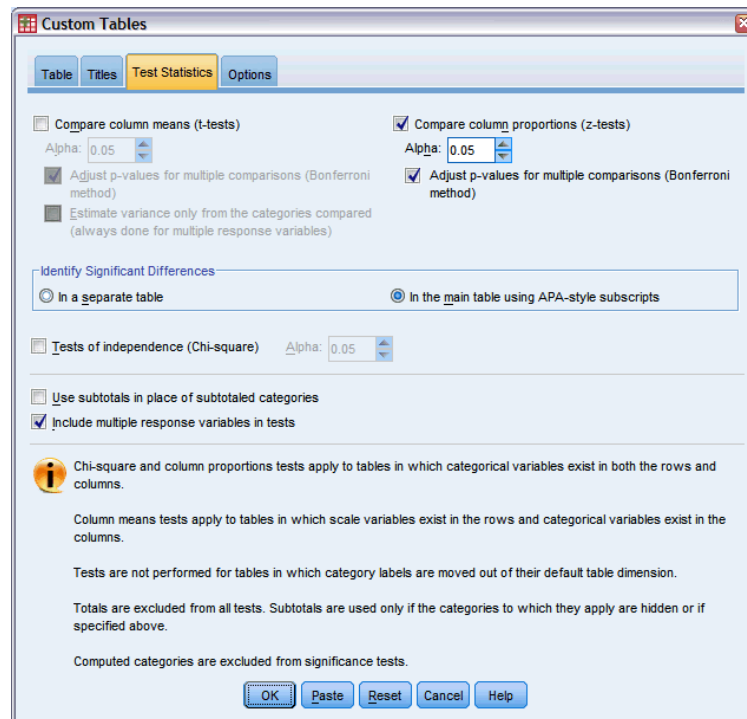 Custom Tables
Table Titles Test Statistics Options
Compare column means (t-tests)
Alpha: 0.05
Adjust p-values for multiple comparisons (Bonferroni
method)
Estimate variance only from the categories compared
(always done for multiple response variables)
Compare column proportions (z-tests)
Alpha: 0.05
Adjust p-values for multiple comparisons (Bonferroni
method)
Identify Significant Differences
In a separate table
In the main table using APA-style subscripts
Tests of independence (Chi-square) Alpha: 0.05
Use subtotals in place of subtotaled categories
Include multiple response variables in tests
Chi-square and column proportions tests apply to tables in which categorical variables exist in both the rows and
columns.
Column means tests apply to tables in which scale variables exist in the rows and categorical variables exist in the
columns.
Tests are not performed for tables in which category labels are moved out of their default table dimension.
Totals are excluded from all tests. Subtotals are used only if the categories to which they apply are hidden or if
specified above.
Computed categories are excluded from significance tests.
OK Paste Reset Cancel Help